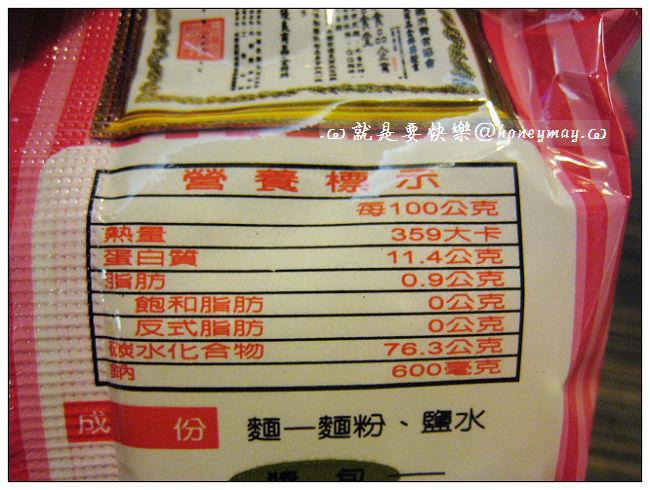 .ω 就是要快樂@honeymay.ω
營養標示
每100公克
熱量 359大卡
蛋白質 11.4公克
脂肪 0.9公克
飽和脂肪 0公克
反式脂肪 0公克
碳水化合物 76.3公克
鈉 600毫克
成份 麵—麵粉、鹽水
醬包